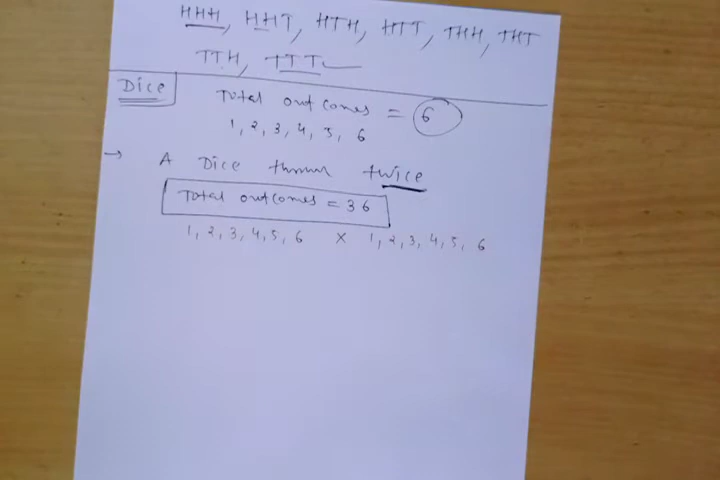 HHH, HHT, HTH, HTT, THH, THT
TTH, TTT
Dice
Total outcomes = 6
1, 2, 3, 4, 5, 6
→ A Dice thrown twice
Total outcomes = 36
1, 2, 3, 4, 5, 6 X 1, 2, 3, 4, 5, 6